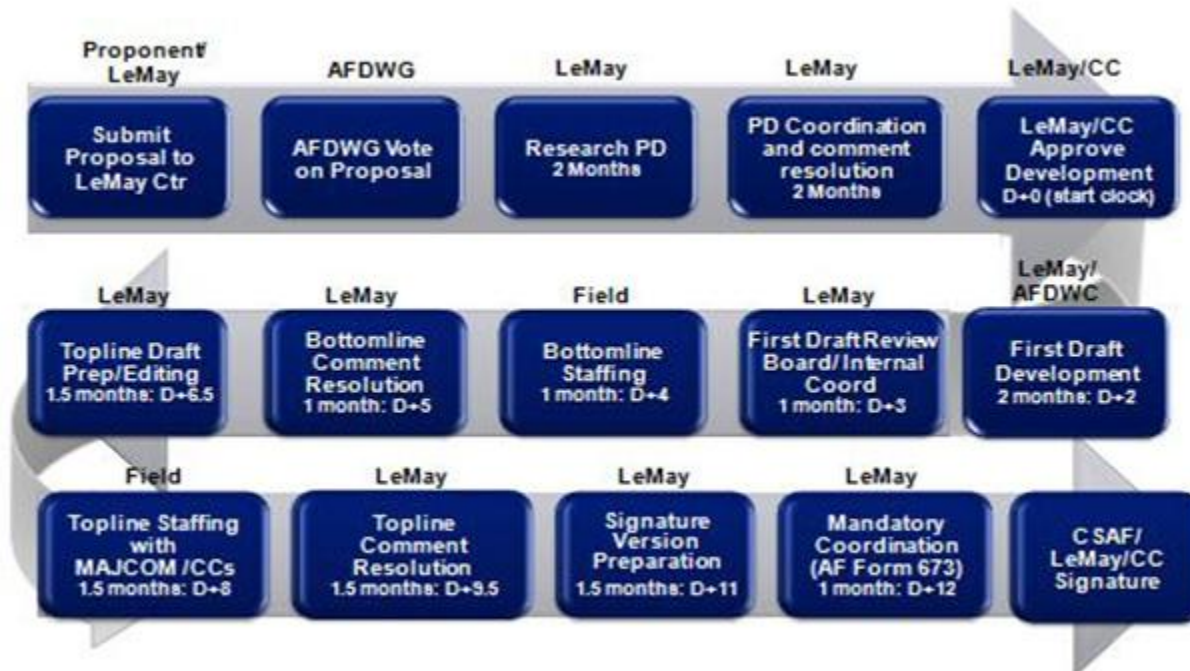 Proponent/
LeMay
AFDWG
LeMay
LeMay
LeMay/CC
Submit
Proposal to
LeMay Ctr
AFDWG Vote
on Proposal
Research PD
2 Months
PD Coordination
and comment
resolution
2 Months
LeMay/CC
Approve
Development
D+0 (start clock)
LeMay
LeMay
Field
LeMay
LeMay/
AFDWC
Topline Draft
Prep/Editing
1.5 months: D+6.5
Bottomline
Comment
Resolution
1 month: D+5
Bottomline
Staffing
1 month: D+4
First Draft Review
Board/Internal
Coord
1 month: D+3
First Draft
Development
2 months: D+2
Field
LeMay
LeMay
LeMay
Topline Staffing
with
MAJCOM/CCs
1.5 months: D+8
Topline
Comment
Resolution
1.5 months: D+9.5
Signature
Version
Preparation
1.5 months: D+11
Mandatory
Coordination
(AF Form 673)
1 month: D+12
CSAF/
LeMay/CC
Signature